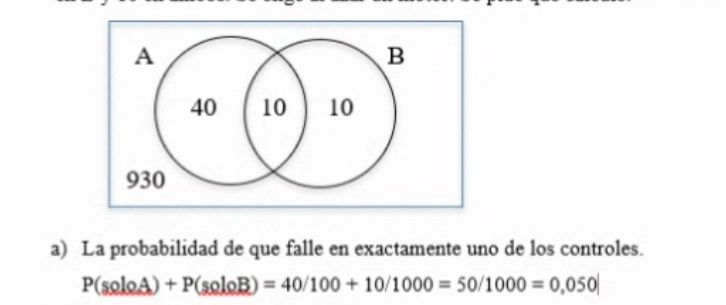 A B
40 10 10
930
a) La probabilidad de que falle en exactamente uno de los controles.
P(soloA) + P(soloB) = 40/100 + 10/1000 = 50/1000 = 0,050